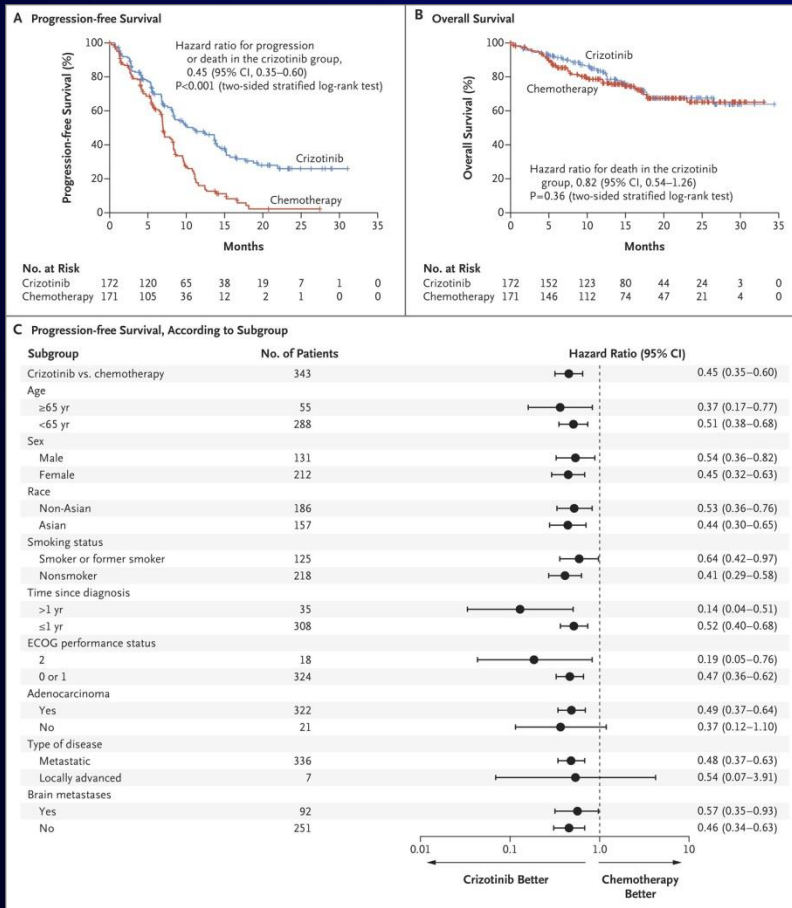 A Progression-free Survival
Progression-free Survival (%)
100
80
60
40
20
0
Hazard ratio for progression
or death in the crizotinib group,
0.45 (95% CI, 0.35–0.60)
P<0.001 (two-sided stratified log-rank test)
Crizotinib
Chemotherapy
0 5 10 15 20 25 30 35
Months
No. at Risk
Crizotinib 172 120 65 38 19 7 1 0
Chemotherapy 171 105 36 12 2 1 0 0
B Overall Survival
Overall Survival (%)
100
80
60
40
20
0
Crizotinib
Chemotherapy
Hazard ratio for death in the crizotinib
group, 0.82 (95% CI, 0.54–1.26)
P=0.36 (two-sided stratified log-rank test)
0 5 10 15 20 25 30 35
Months
No. at Risk
Crizotinib 172 152 123 80 44 24 3 0
Chemotherapy 171 146 112 74 47 21 4 0
C Progression-free Survival, According to Subgroup
Subgroup No. of Patients Hazard Ratio (95% CI)
Crizotinib vs. chemotherapy 343 0.45 (0.35–0.60)
Age
≥65 yr 55 0.37 (0.17–0.77)
<65 yr 288 0.51 (0.38–0.68)
Sex
Male 131 0.54 (0.36–0.82)
Female 212 0.45 (0.32–0.63)
Race
Non-Asian 186 0.53 (0.36–0.76)
Asian 157 0.44 (0.30–0.65)
Smoking status
Smoker or former smoker 125 0.64 (0.42–0.97)
Nonsmoker 218 0.41 (0.29–0.58)
Time since diagnosis
>1 yr 35 0.14 (0.04–0.51)
≤1 yr 308 0.52 (0.40–0.68)
ECOG performance status
2 18 0.19 (0.05–0.76)
0 or 1 324 0.47 (0.36–0.62)
Adenocarcinoma
Yes 322 0.49 (0.37–0.64)
No 21 0.37 (0.12–1.10)
Type of disease
Metastatic 336 0.48 (0.37–0.63)
Locally advanced 7 0.54 (0.07–3.91)
Brain metastases
Yes 92 0.57 (0.35–0.93)
No 251 0.46 (0.34–0.63)
0.01 0.1 1.0 10
Crizotinib Better Chemotherapy
Better